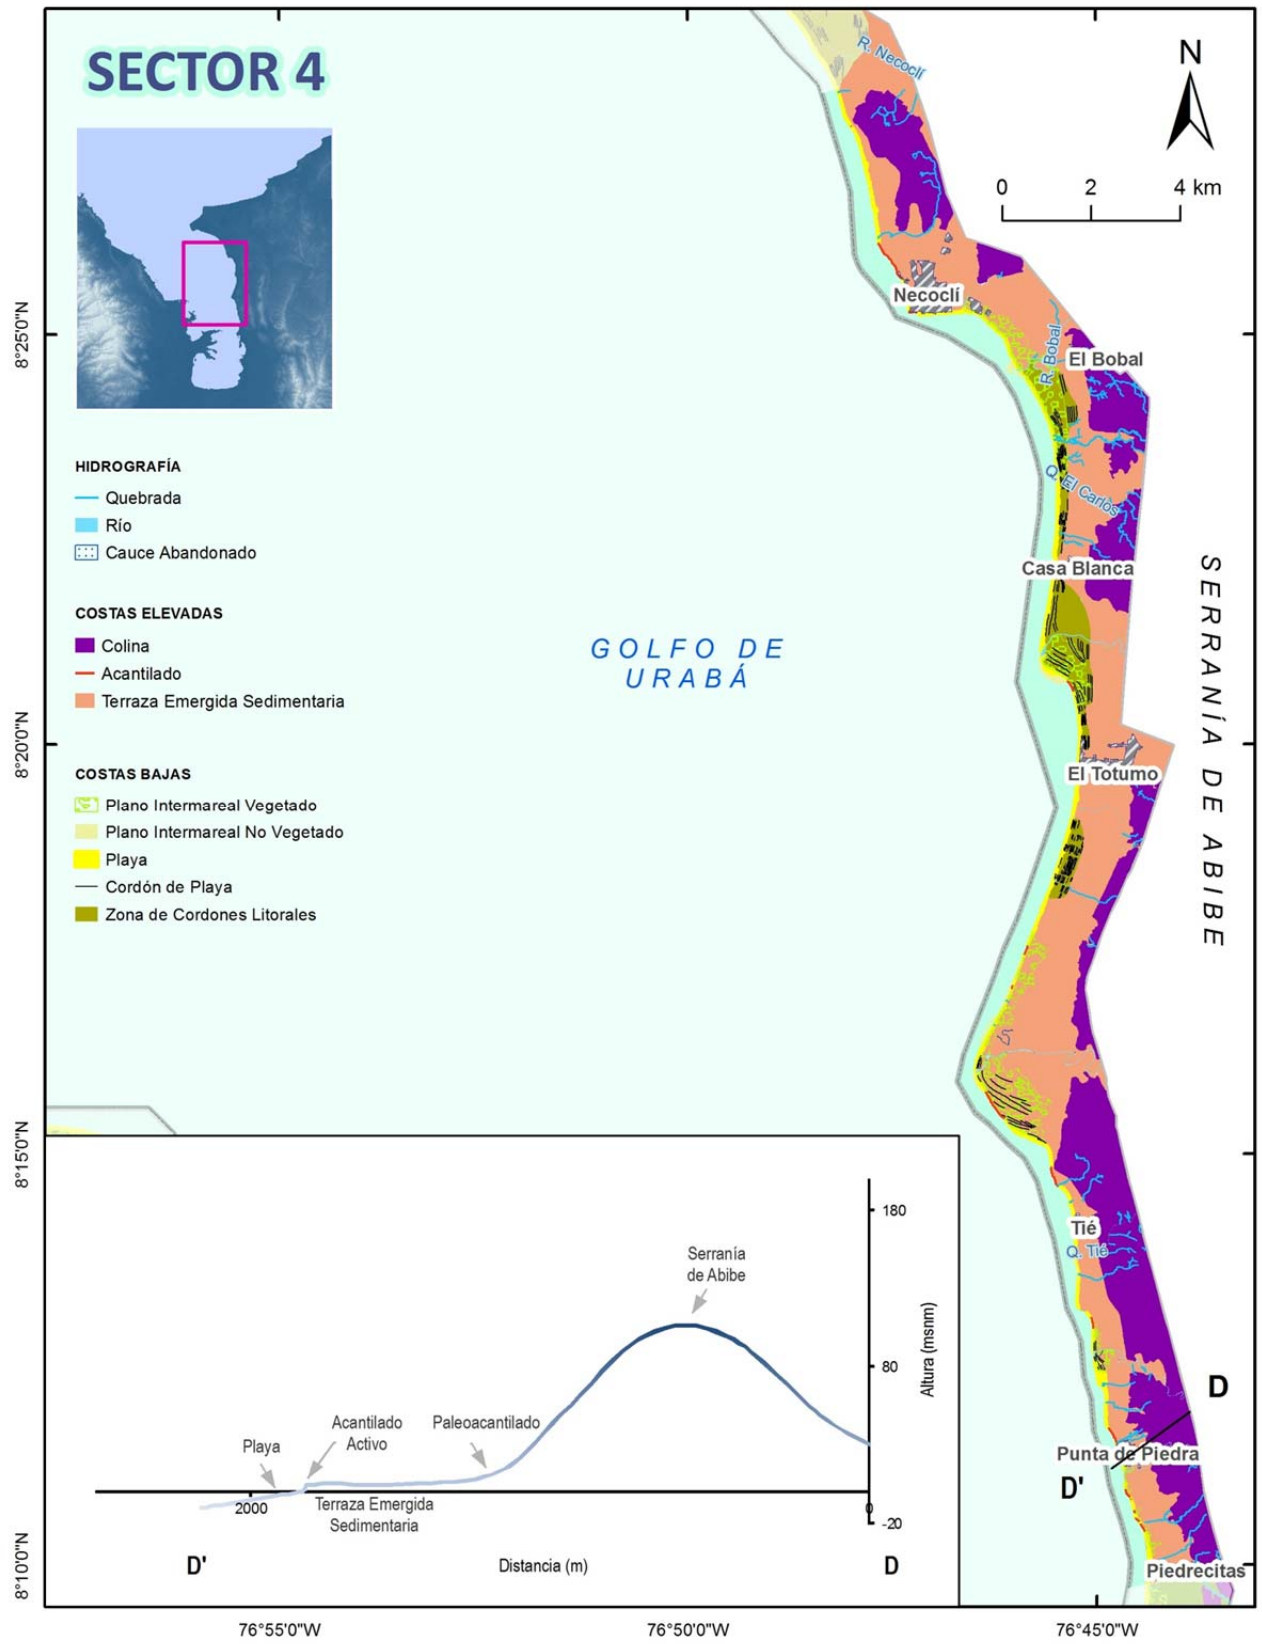 SECTOR 4
N
0 2 4 km
HIDROGRAFÍA
Quebrada
Río
Cauce Abandonado
COSTAS ELEVADAS
Colina
Acantilado
Terraza Emergida Sedimentaria
COSTAS BAJAS
Plano Intermareal Vegetado
Plano Intermareal No Vegetado
Playa
Cordón de Playa
Zona de Cordones Litorales
GOLFO DE
URABÁ
SERRANÍA DE ABIBE
R. Necoclí
Necoclí
R. Bobal
El Bobal
Q. El Carlos
Casa Blanca
El Totumo
Tié
Q. Tié
D
Punta de Piedra
D'
Piedrecitas
8°25'0"N
8°20'0"N
8°15'0"N
8°10'0"N
76°55'0"W
76°50'0"W
76°45'0"W
180
80
-20
Altura (msnm)
Serranía
de Abibe
Acantilado
Activo
Paleoacantilado
Playa
2000
0
Terraza Emergida
Sedimentaria
D'
Distancia (m)
D